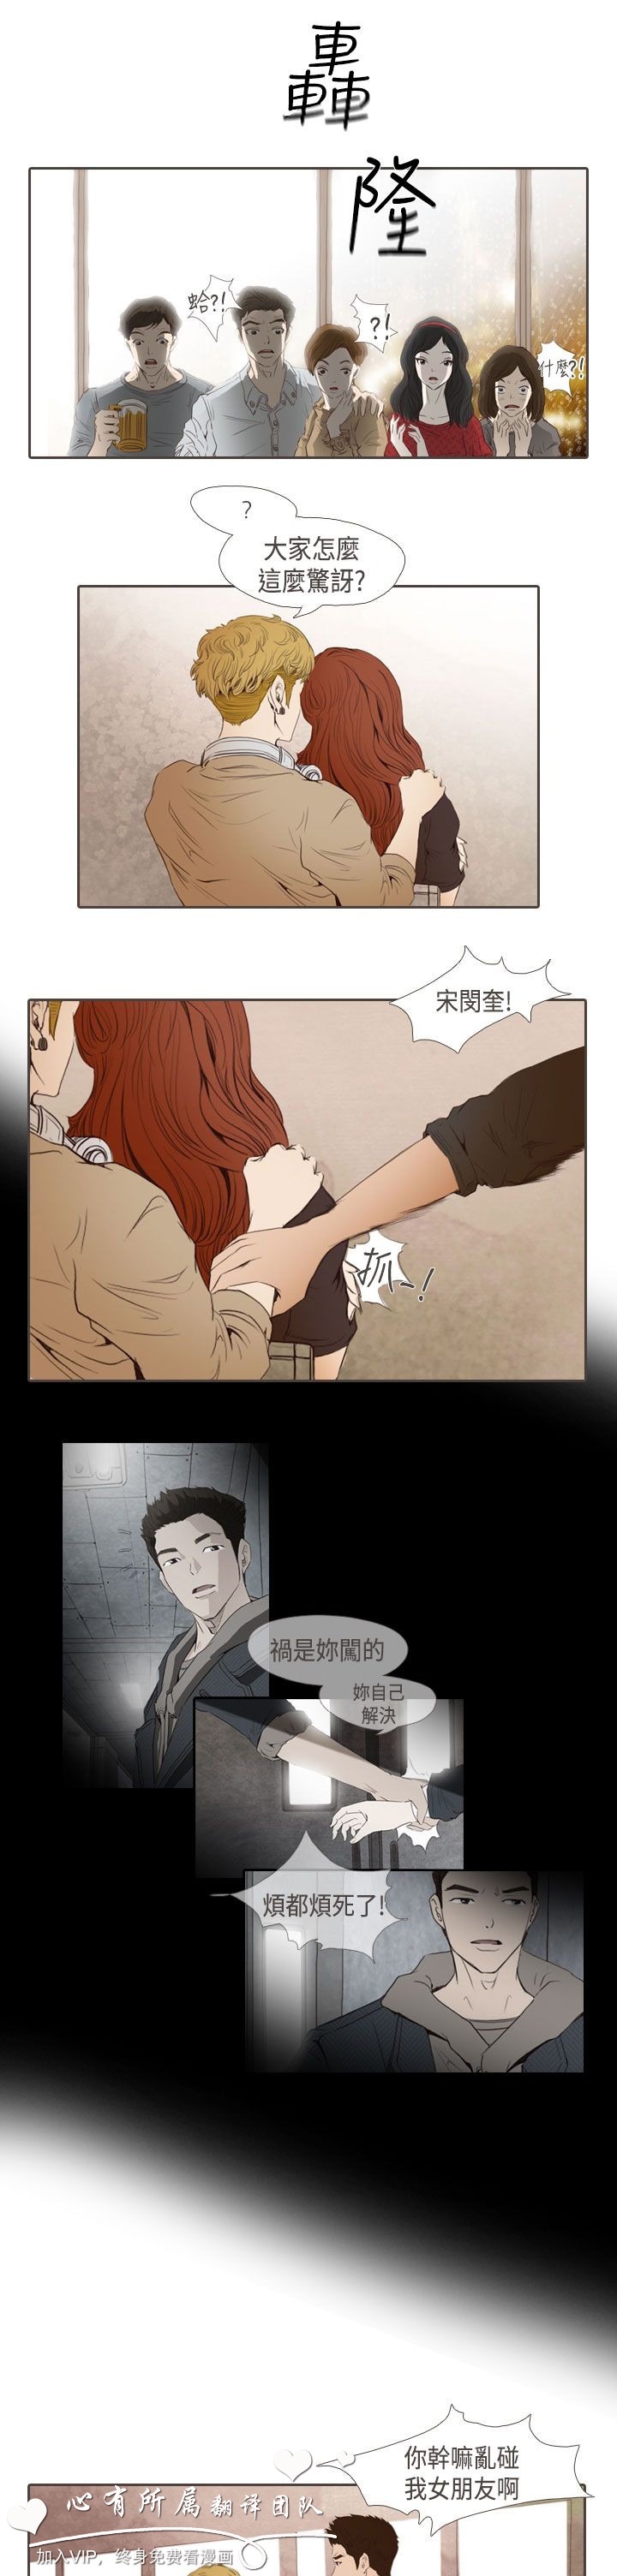 轟
隆
蛤?!
?!
什麼?!
?
大家怎麼
這麼驚訝?
宋閔奎!
抓~!
禍是妳闖的
妳自己
解決
煩都煩死了!
你幹嘛亂碰
我女朋友啊
心有所属翻译团队
加入VIP，终身免费看漫画